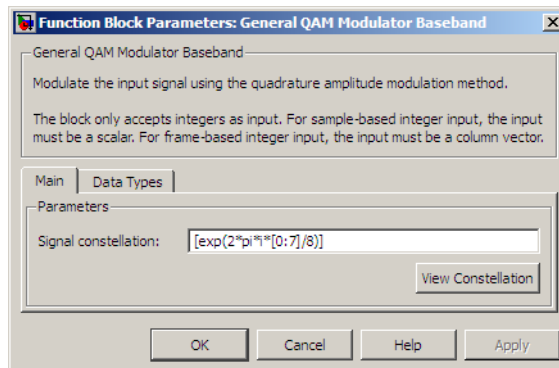 Function Block Parameters: General QAM Modulator Baseband
General QAM Modulator Baseband
Modulate the input signal using the quadrature amplitude modulation method.
The block only accepts integers as input. For sample-based integer input, the input
must be a scalar. For frame-based integer input, the input must be a column vector.
Main Data Types
Parameters
Signal constellation: [exp(2*pi*i*[0:7]/8)]
View Constellation
OK Cancel Help Apply